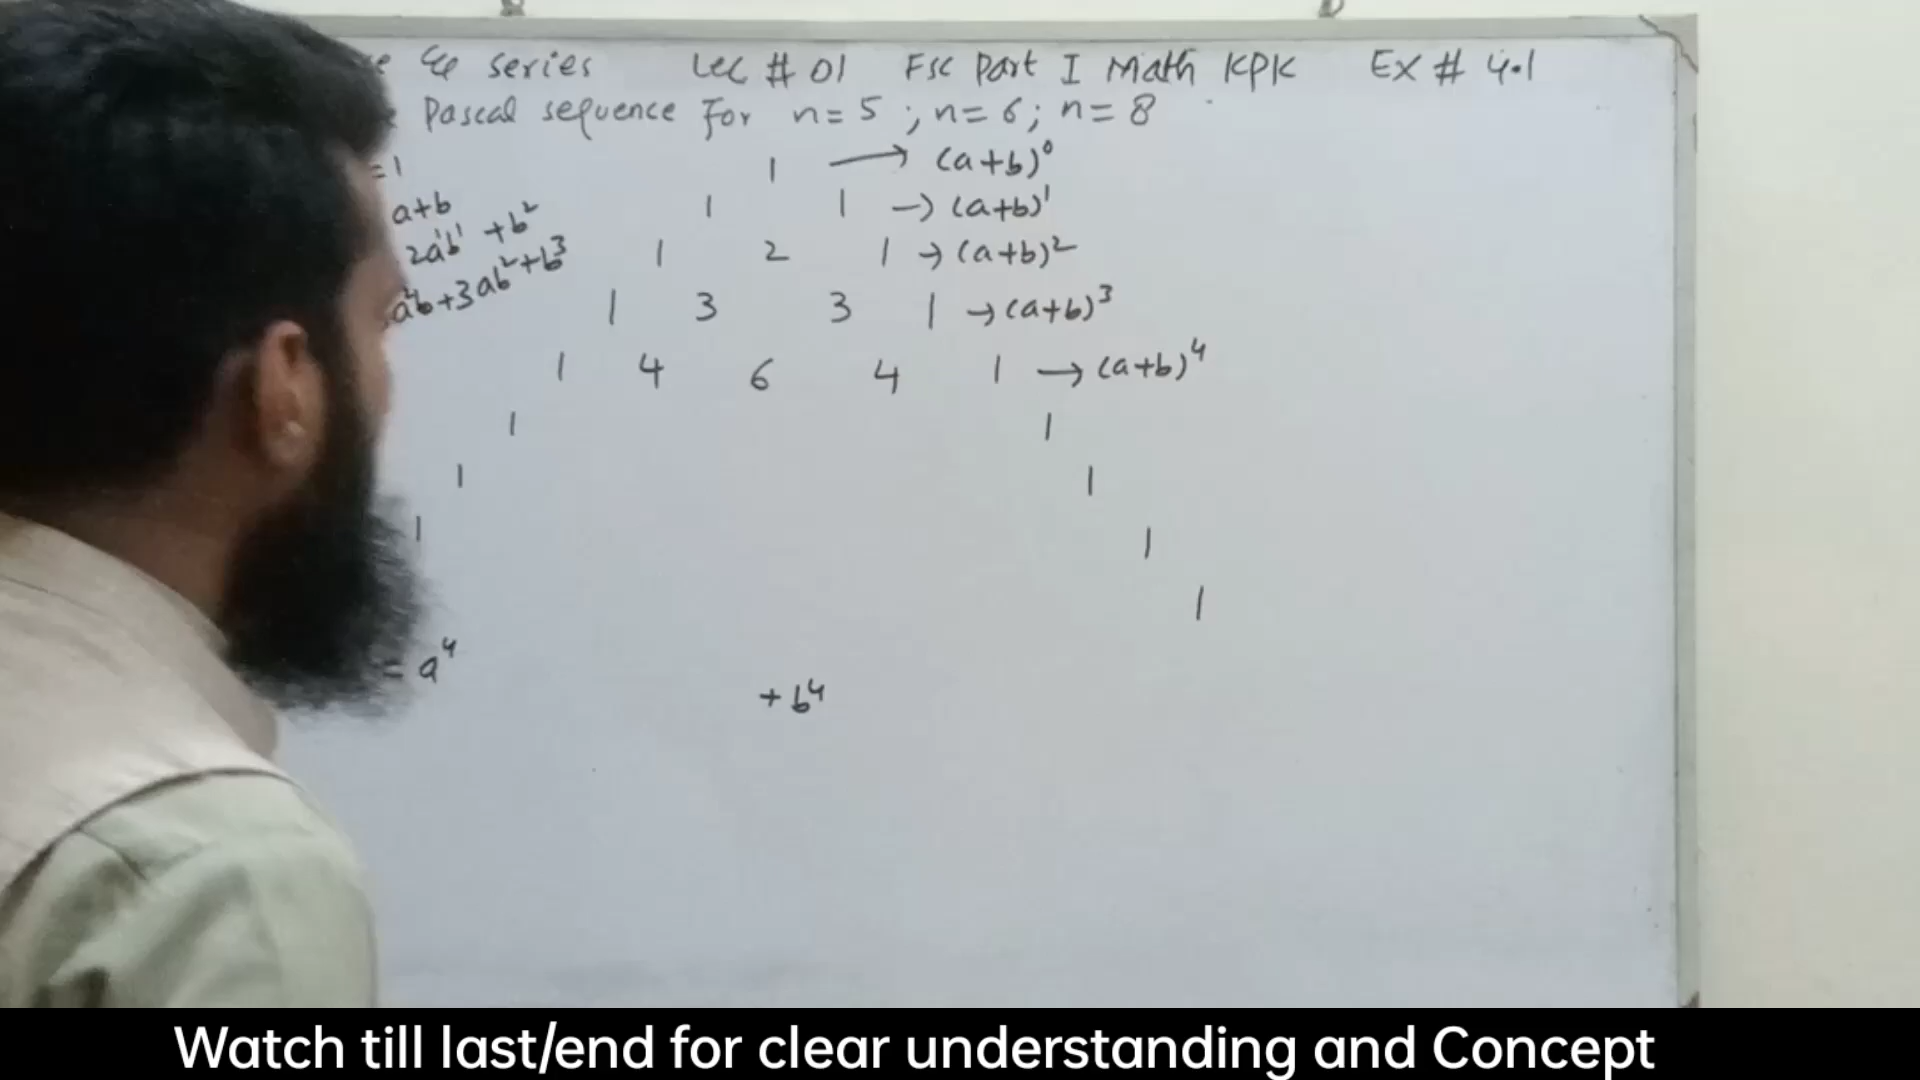 & series Lec # 01 Fsc Part I Math KPK Ex # 4.1
Pascal sequence For n=5 ; n=6; n=8
=1 1 → (a+b)⁰
a+b 1 1 → (a+b)¹
2a¹b¹ +b² 1 2 1 → (a+b)²
a²b+3ab²+b³ 1 3 3 1 → (a+b)³
1 4 6 4 1 → (a+b)⁴
1 1
1 1
1 1
1
= a⁴ + b⁴
Watch till last/end for clear understanding and Concept